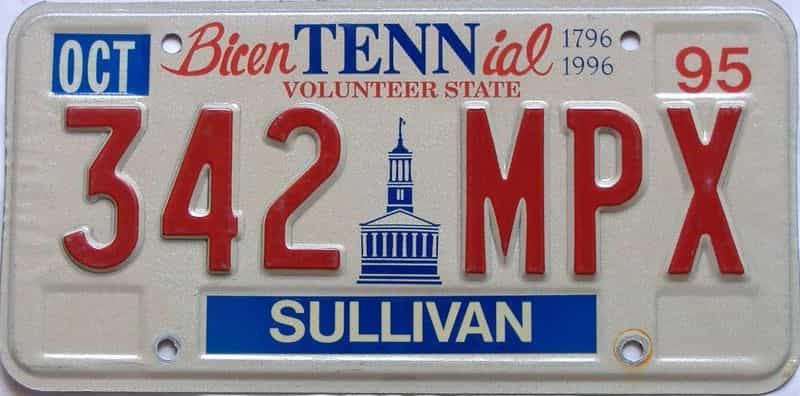 OCT BicenTENNial 1796 1996 95
VOLUNTEER STATE
342 MPX
SULLIVAN